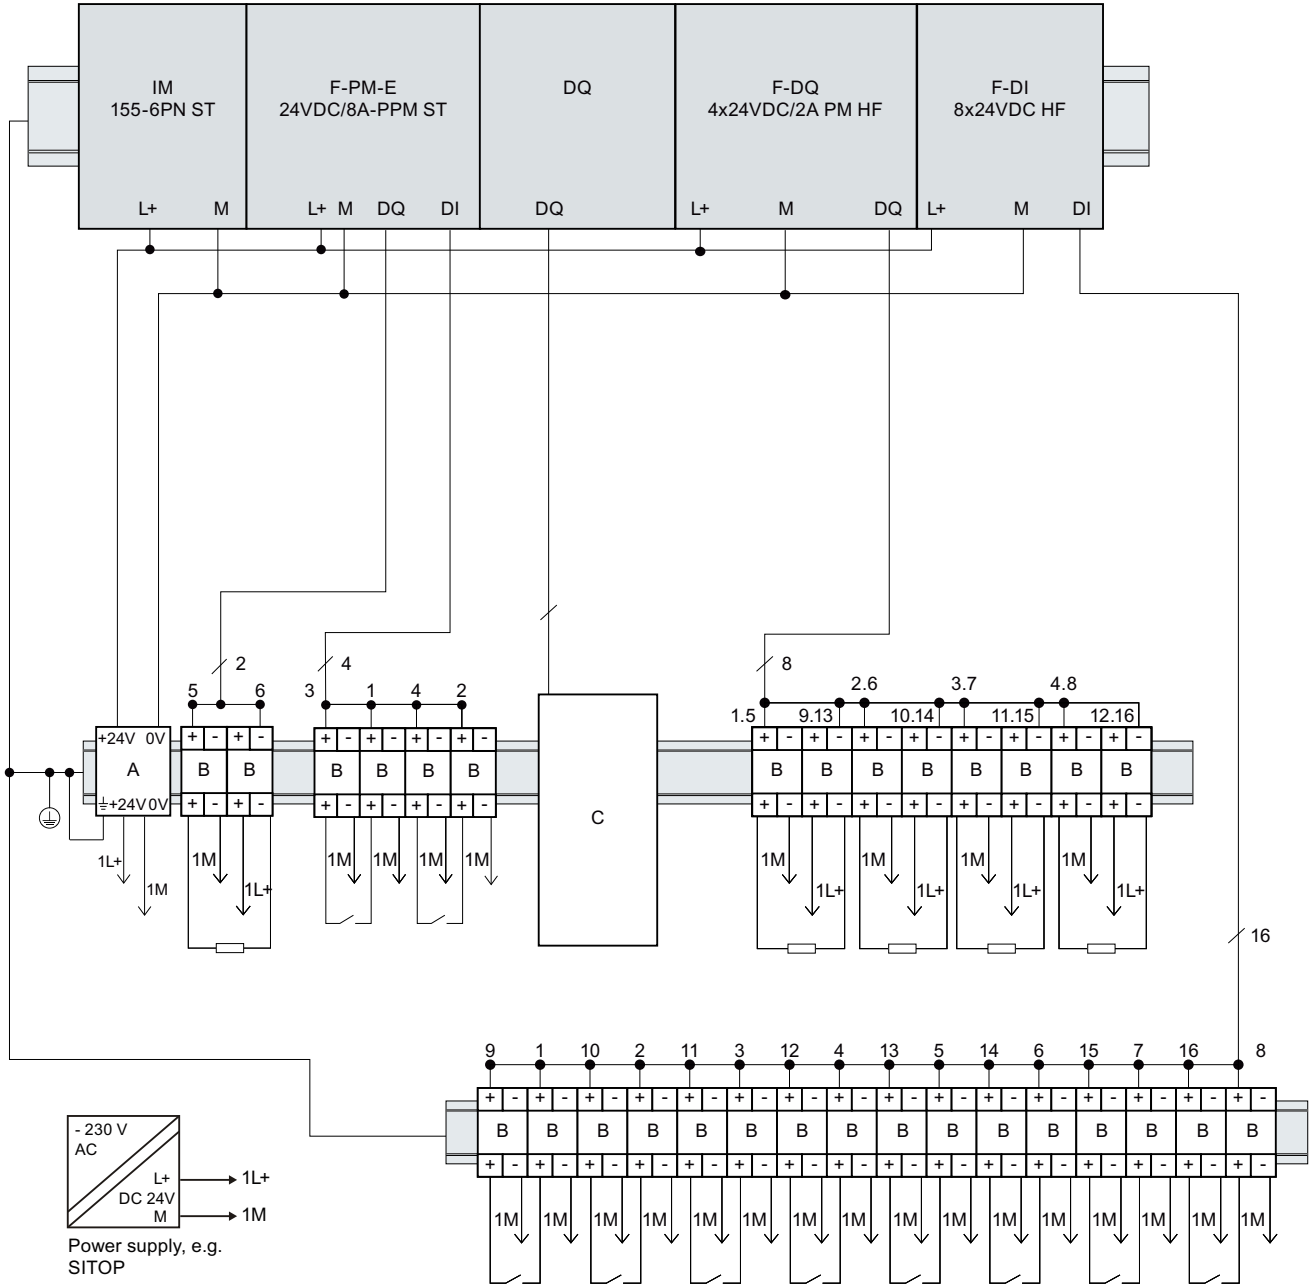 IM
155-6PN ST
F-PM-E
24VDC/8A-PPM ST
DQ
F-DQ
4x24VDC/2A PM HF
F-DI
8x24VDC HF
L+ M L+ M DQ DI DQ L+ M DQ L+ M DI
2 4 8
5 6 3 1 4 2 2.6 3.7 4.8
1.5 9.13 10.14 11.15 12.16
+24V 0V + - + - + - + - + - + - + - + - + - + - + - + - + - + -
A B B B B B B B B B B B B B B
+24V 0V + - + - + - + - + - + - + - + - + - + - + - + - + - + -
C
1L+ 1M 1M 1M 1M 1M 1M 1M 1M 1M
1M 1L+ 1L+ 1L+ 1L+ 1L+
16
9 1 10 2 11 3 12 4 13 5 14 6 15 7 16 8
+ - + - + - + - + - + - + - + - + - + - + - + - + - + - + - + -
B B B B B B B B B B B B B B B B
+ - + - + - + - + - + - + - + - + - + - + - + - + - + - + - + -
1M 1M 1M 1M 1M 1M 1M 1M 1M 1M 1M 1M 1M 1M 1M 1M
- 230 V
AC
L+ 1L+
DC 24V
M 1M
Power supply, e.g.
SITOP